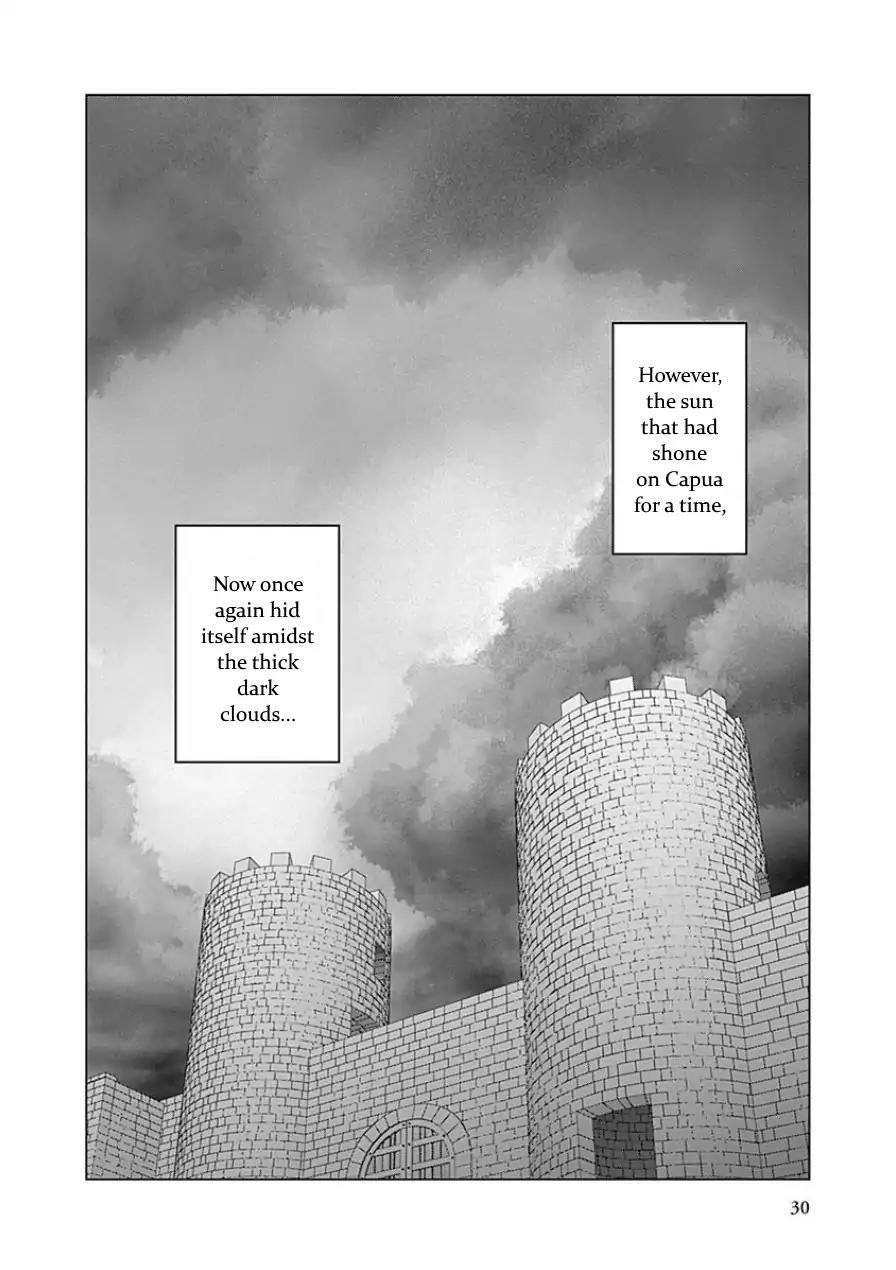 However,
the sun
that had
shone
on Capua
for a time,
Now once
again hid
itself amidst
the thick
dark
clouds...
30